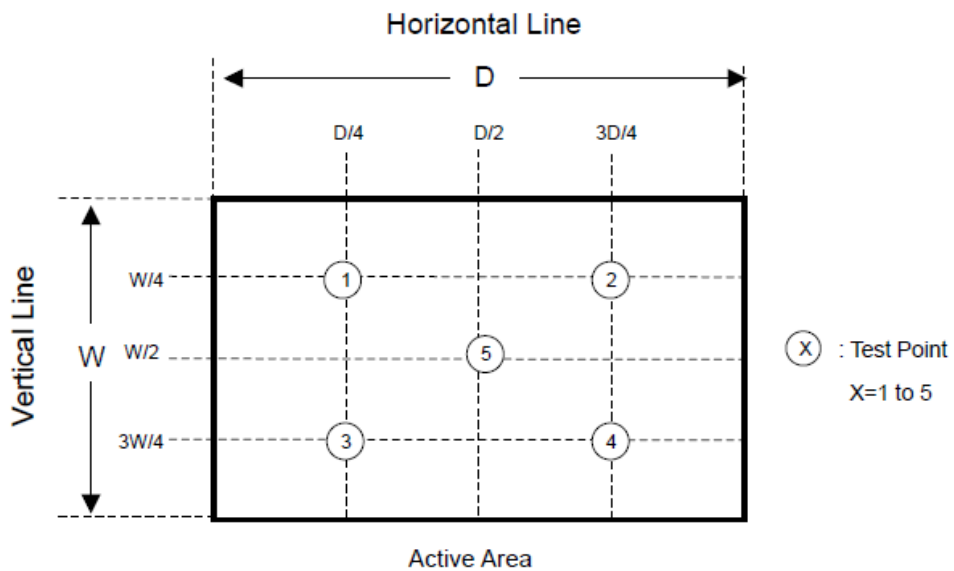 Horizontal Line
D
D/4 D/2 3D/4
Vertical Line
W
W/4
W/2
3W/4
1
2
5
3
4
X : Test Point
X=1 to 5
Active Area